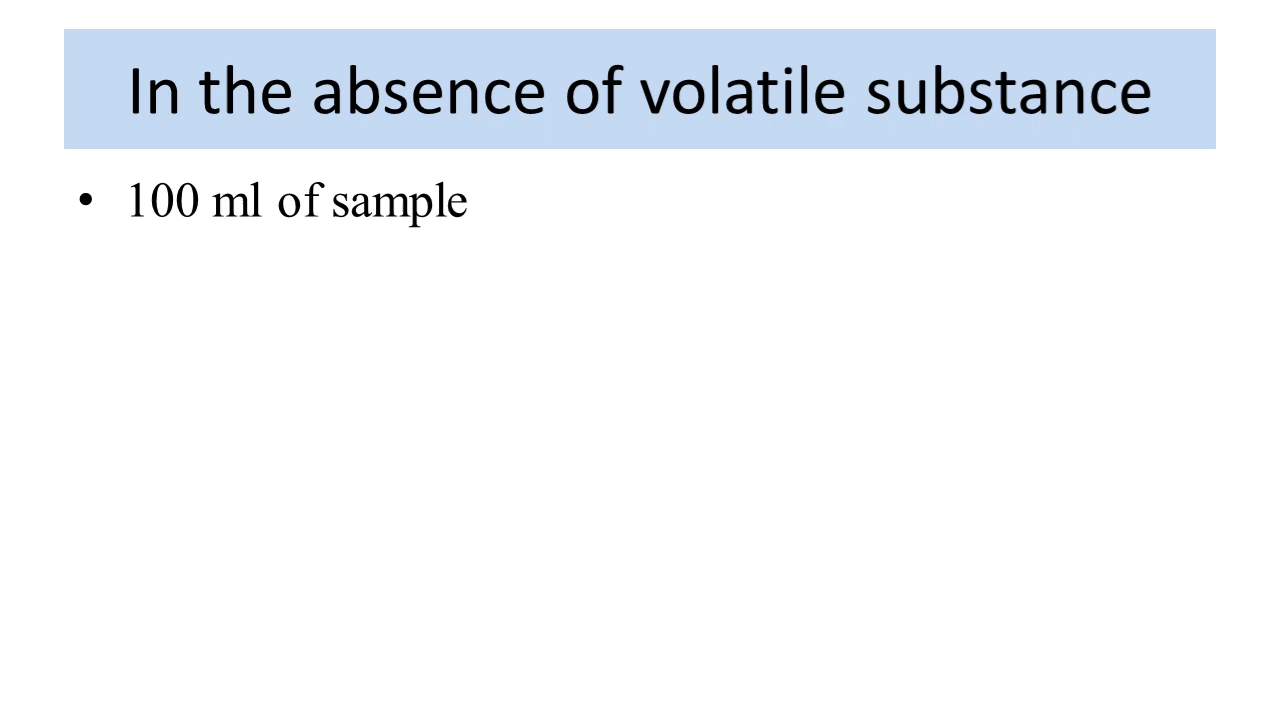 In the absence of volatile substance
• 100 ml of sample